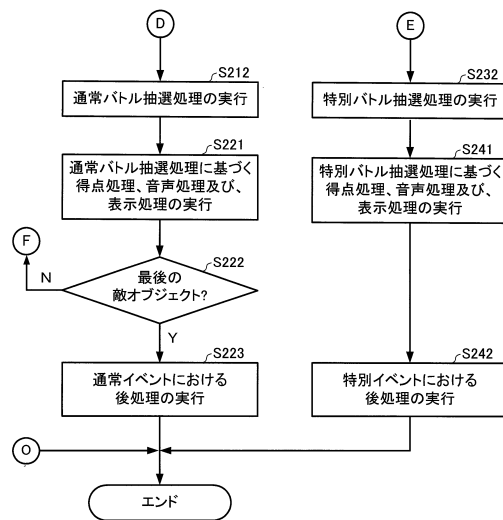 D
E
S212
通常バトル抽選処理の実行
S232
特別バトル抽選処理の実行
S221
通常バトル抽選処理に基づく
得点処理、音声処理及び、
表示処理の実行
S241
特別バトル抽選処理に基づく
得点処理、音声処理及び、
表示処理の実行
F
N
S222
最後の
敵オブジェクト?
Y
S223
通常イベントにおける
後処理の実行
S242
特別イベントにおける
後処理の実行
O
エンド